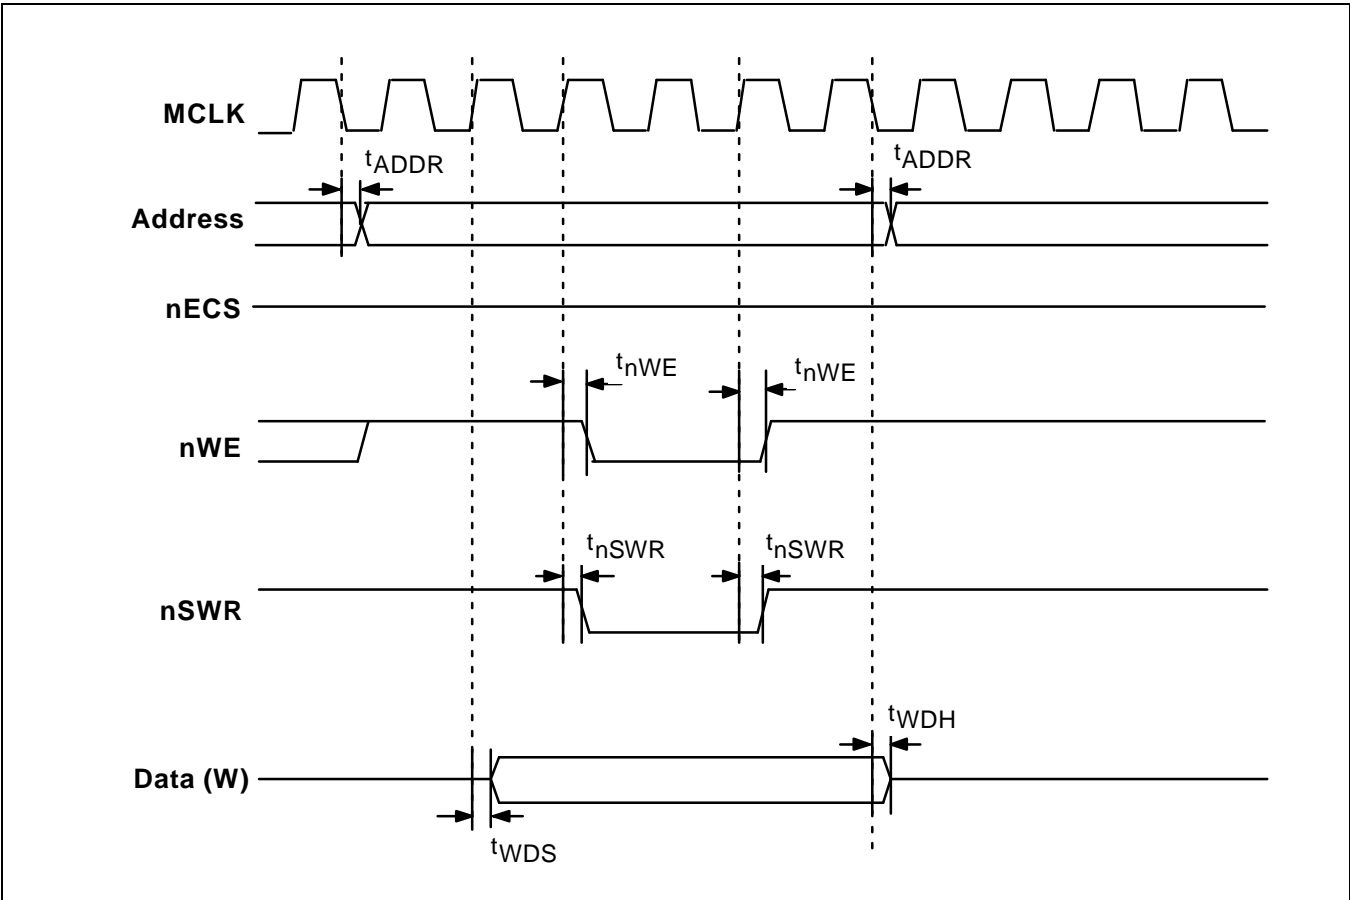 MCLK
tADDR
tADDR
Address
nECS
tnWE
tnWE
nWE
tnSWR
tnSWR
nSWR
tWDH
Data (W)
tWDS